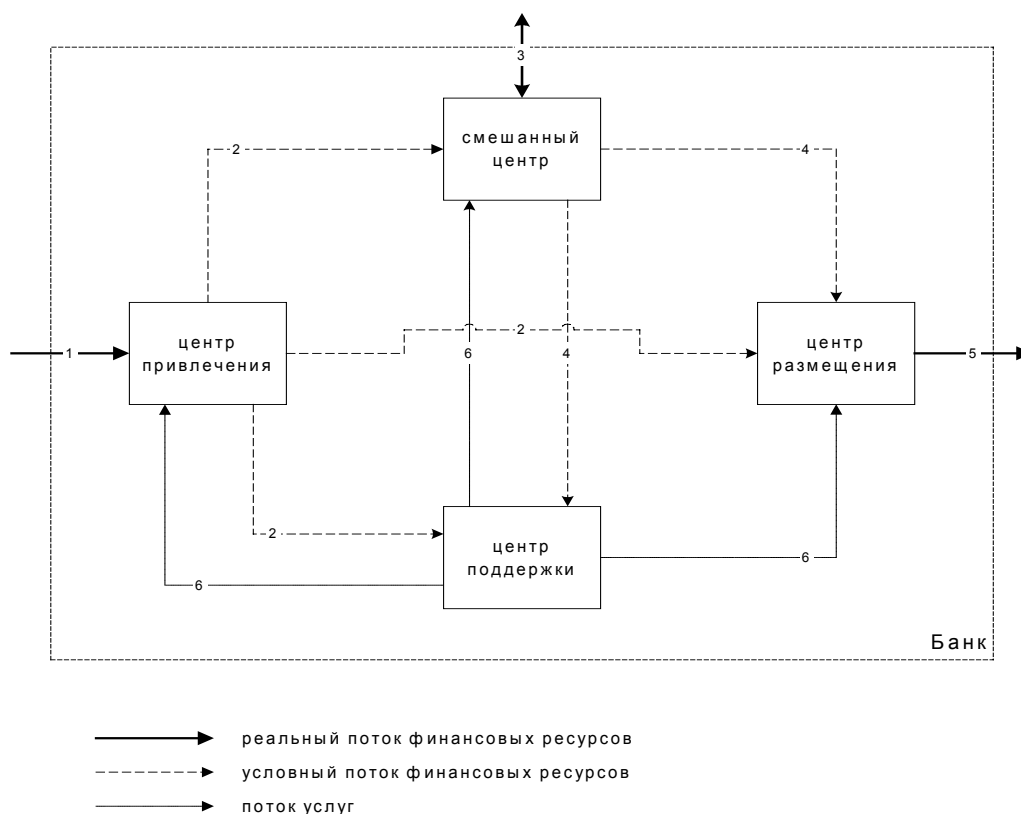 3
смешанный
центр
2
4
центр
привлечения
1
2
6
4
центр
размещения
5
2
центр
поддержки
6
6
Банк
реальный поток финансовых ресурсов
условный поток финансовых ресурсов
поток услуг